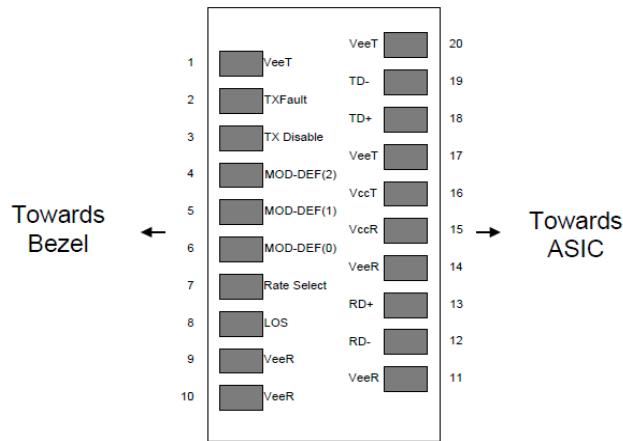 VeeT 20
1 VeeT
TD- 19
2 TXFault
TD+ 18
3 TX Disable
VeeT 17
4 MOD-DEF(2)
VccT 16
5 MOD-DEF(1)
Towards
Bezel
VccR 15
Towards
ASIC
6 MOD-DEF(0)
VeeR 14
7 Rate Select
RD+ 13
8 LOS
RD- 12
9 VeeR
VeeR 11
10 VeeR